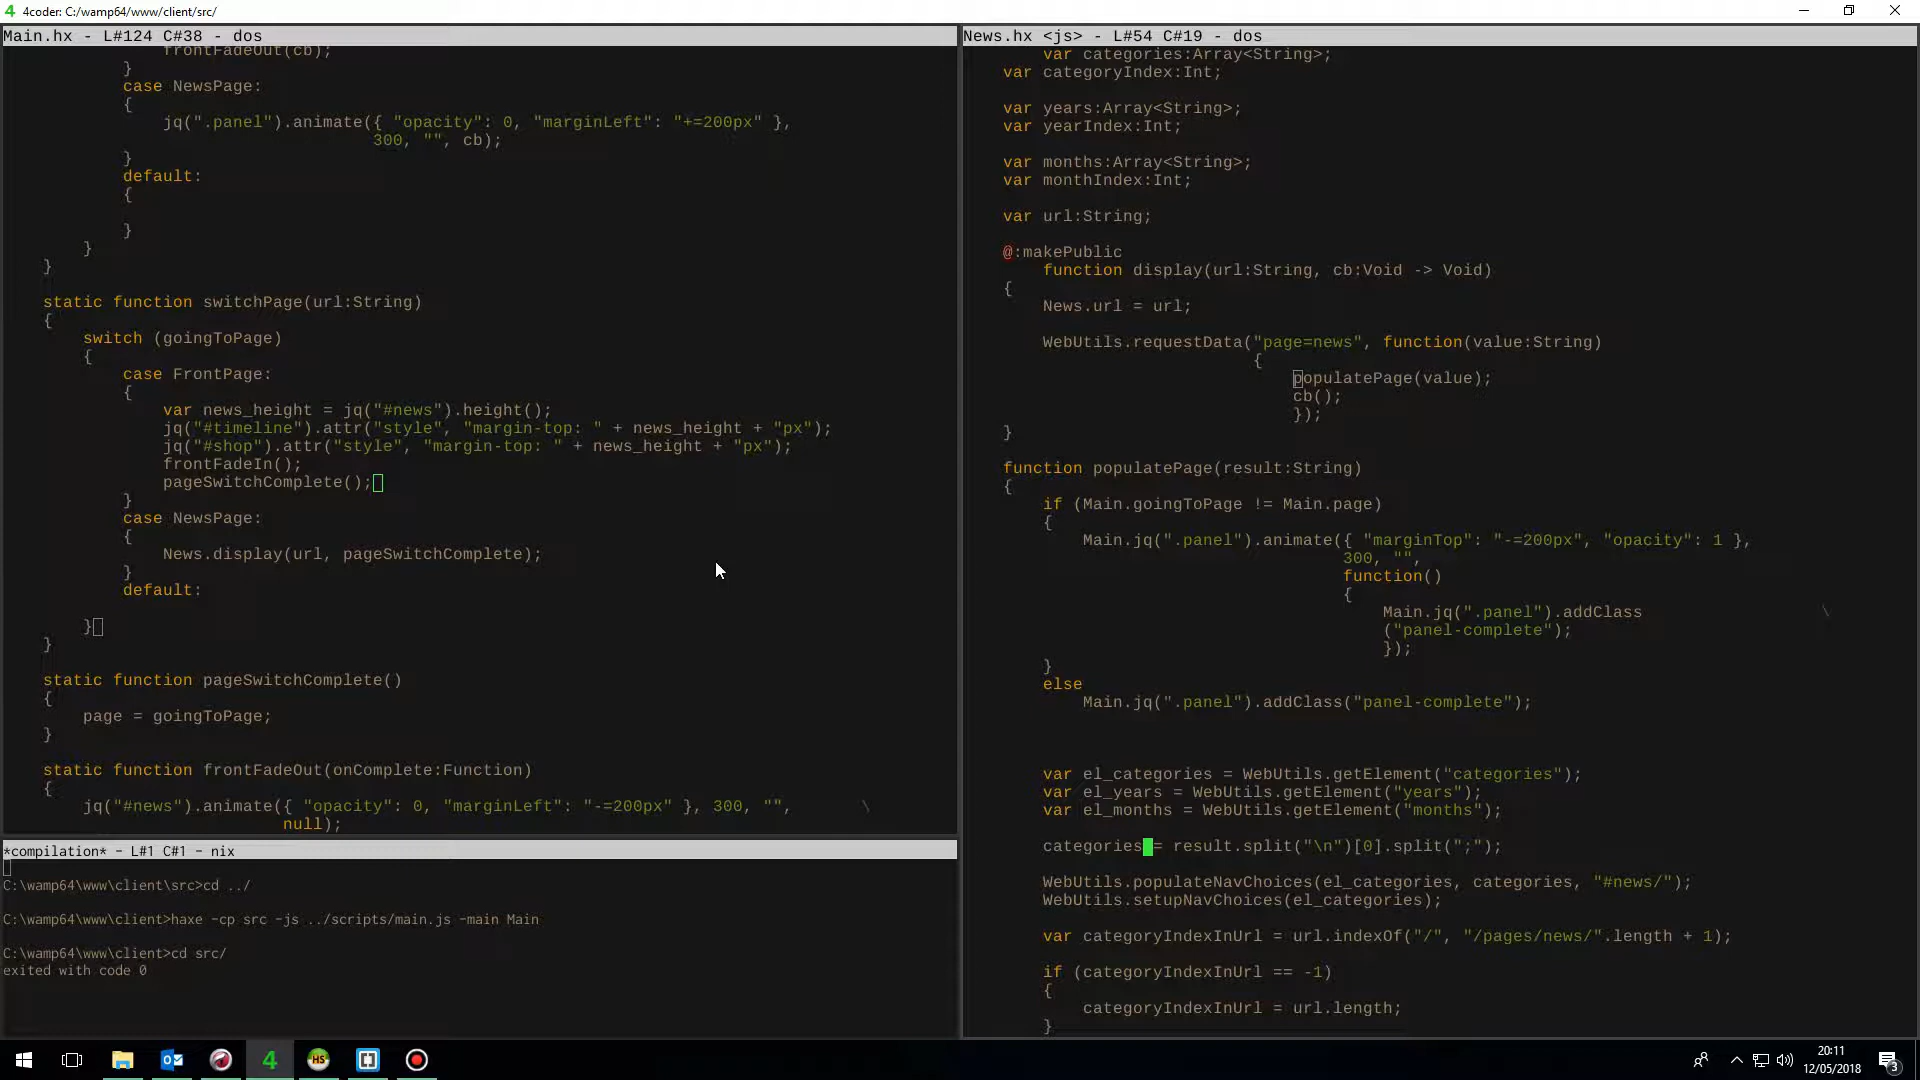 4coder: C:/wamp64/www/client/src/
Main.hx - L#124 C#38 - dos
frontFadeOut(cb);
}
case NewsPage:
{
jq(".panel").animate({ "opacity": 0, "marginLeft": "+=200px" },
300, "", cb);
}
default:
{
}
}
}
static function switchPage(url:String)
{
switch (goingToPage)
{
case FrontPage:
{
var news_height = jq("#news").height();
jq("#timeline").attr("style", "margin-top: " + news_height + "px");
jq("#shop").attr("style", "margin-top: " + news_height + "px");
frontFadeIn();
pageSwitchComplete();
}
case NewsPage:
{
News.display(url, pageSwitchComplete);
}
default:
}
}
static function pageSwitchComplete()
{
page = goingToPage;
}
static function frontFadeOut(onComplete:Function)
{
jq("#news").animate({ "opacity": 0, "marginLeft": "-=200px" }, 300, "", \
null);
*compilation* - L#1 C#1 - nix
C:\wamp64\www\client\src>cd ../
C:\wamp64\www\client>haxe -cp src -js ../scripts/main.js -main Main
C:\wamp64\www\client>cd src/
exited with code 0
News.hx <js> - L#54 C#19 - dos
var categories:Array<String>;
var categoryIndex:Int;
var years:Array<String>;
var yearIndex:Int;
var months:Array<String>;
var monthIndex:Int;
var url:String;
@:makePublic
function display(url:String, cb:Void -> Void)
{
News.url = url;
WebUtils.requestData("page=news", function(value:String)
{
populatePage(value);
cb();
});
}
function populatePage(result:String)
{
if (Main.goingToPage != Main.page)
{
Main.jq(".panel").animate({ "marginTop": "-=200px", "opacity": 1 },
300, "",
function()
{
Main.jq(".panel").addClass \
("panel-complete");
});
}
else
Main.jq(".panel").addClass("panel-complete");
var el_categories = WebUtils.getElement("categories");
var el_years = WebUtils.getElement("years");
var el_months = WebUtils.getElement("months");
categories = result.split("\n")[0].split(";");
WebUtils.populateNavChoices(el_categories, categories, "#news/");
WebUtils.setupNavChoices(el_categories);
var categoryIndexInUrl = url.indexOf("/", "/pages/news/".length + 1);
if (categoryIndexInUrl == -1)
{
categoryIndexInUrl = url.length;
}
4
HS
20:11
12/05/2018
3